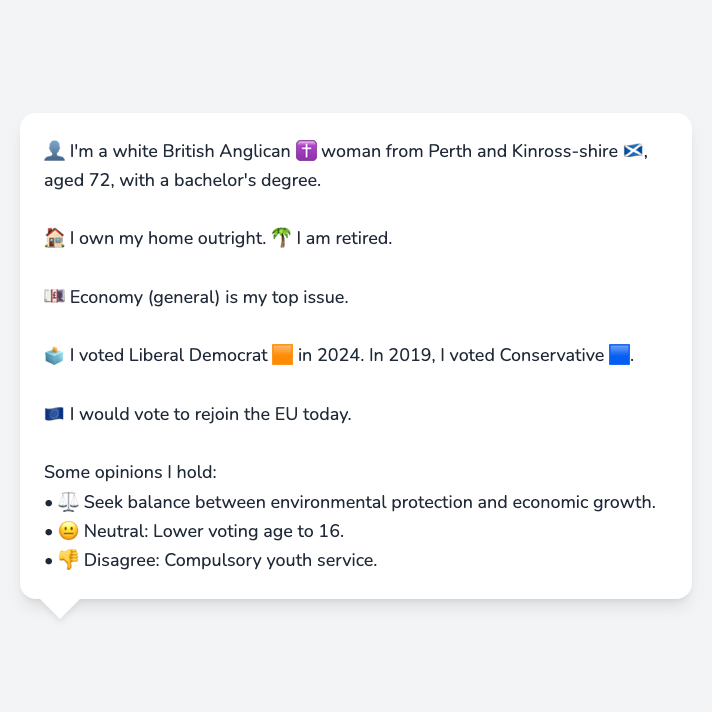 👤 I'm a white British Anglican ✝️ woman from Perth and Kinross-shire 🏴󠁧󠁢󠁳󠁣󠁴󠁿,
aged 72, with a bachelor's degree.
🏠 I own my home outright. 🌴 I am retired.
💷 Economy (general) is my top issue.
🗳️ I voted Liberal Democrat 🟧 in 2024. In 2019, I voted Conservative 🟦.
🇪🇺 I would vote to rejoin the EU today.
Some opinions I hold:
• ⚖️ Seek balance between environmental protection and economic growth.
• 😐 Neutral: Lower voting age to 16.
• 👎 Disagree: Compulsory youth service.